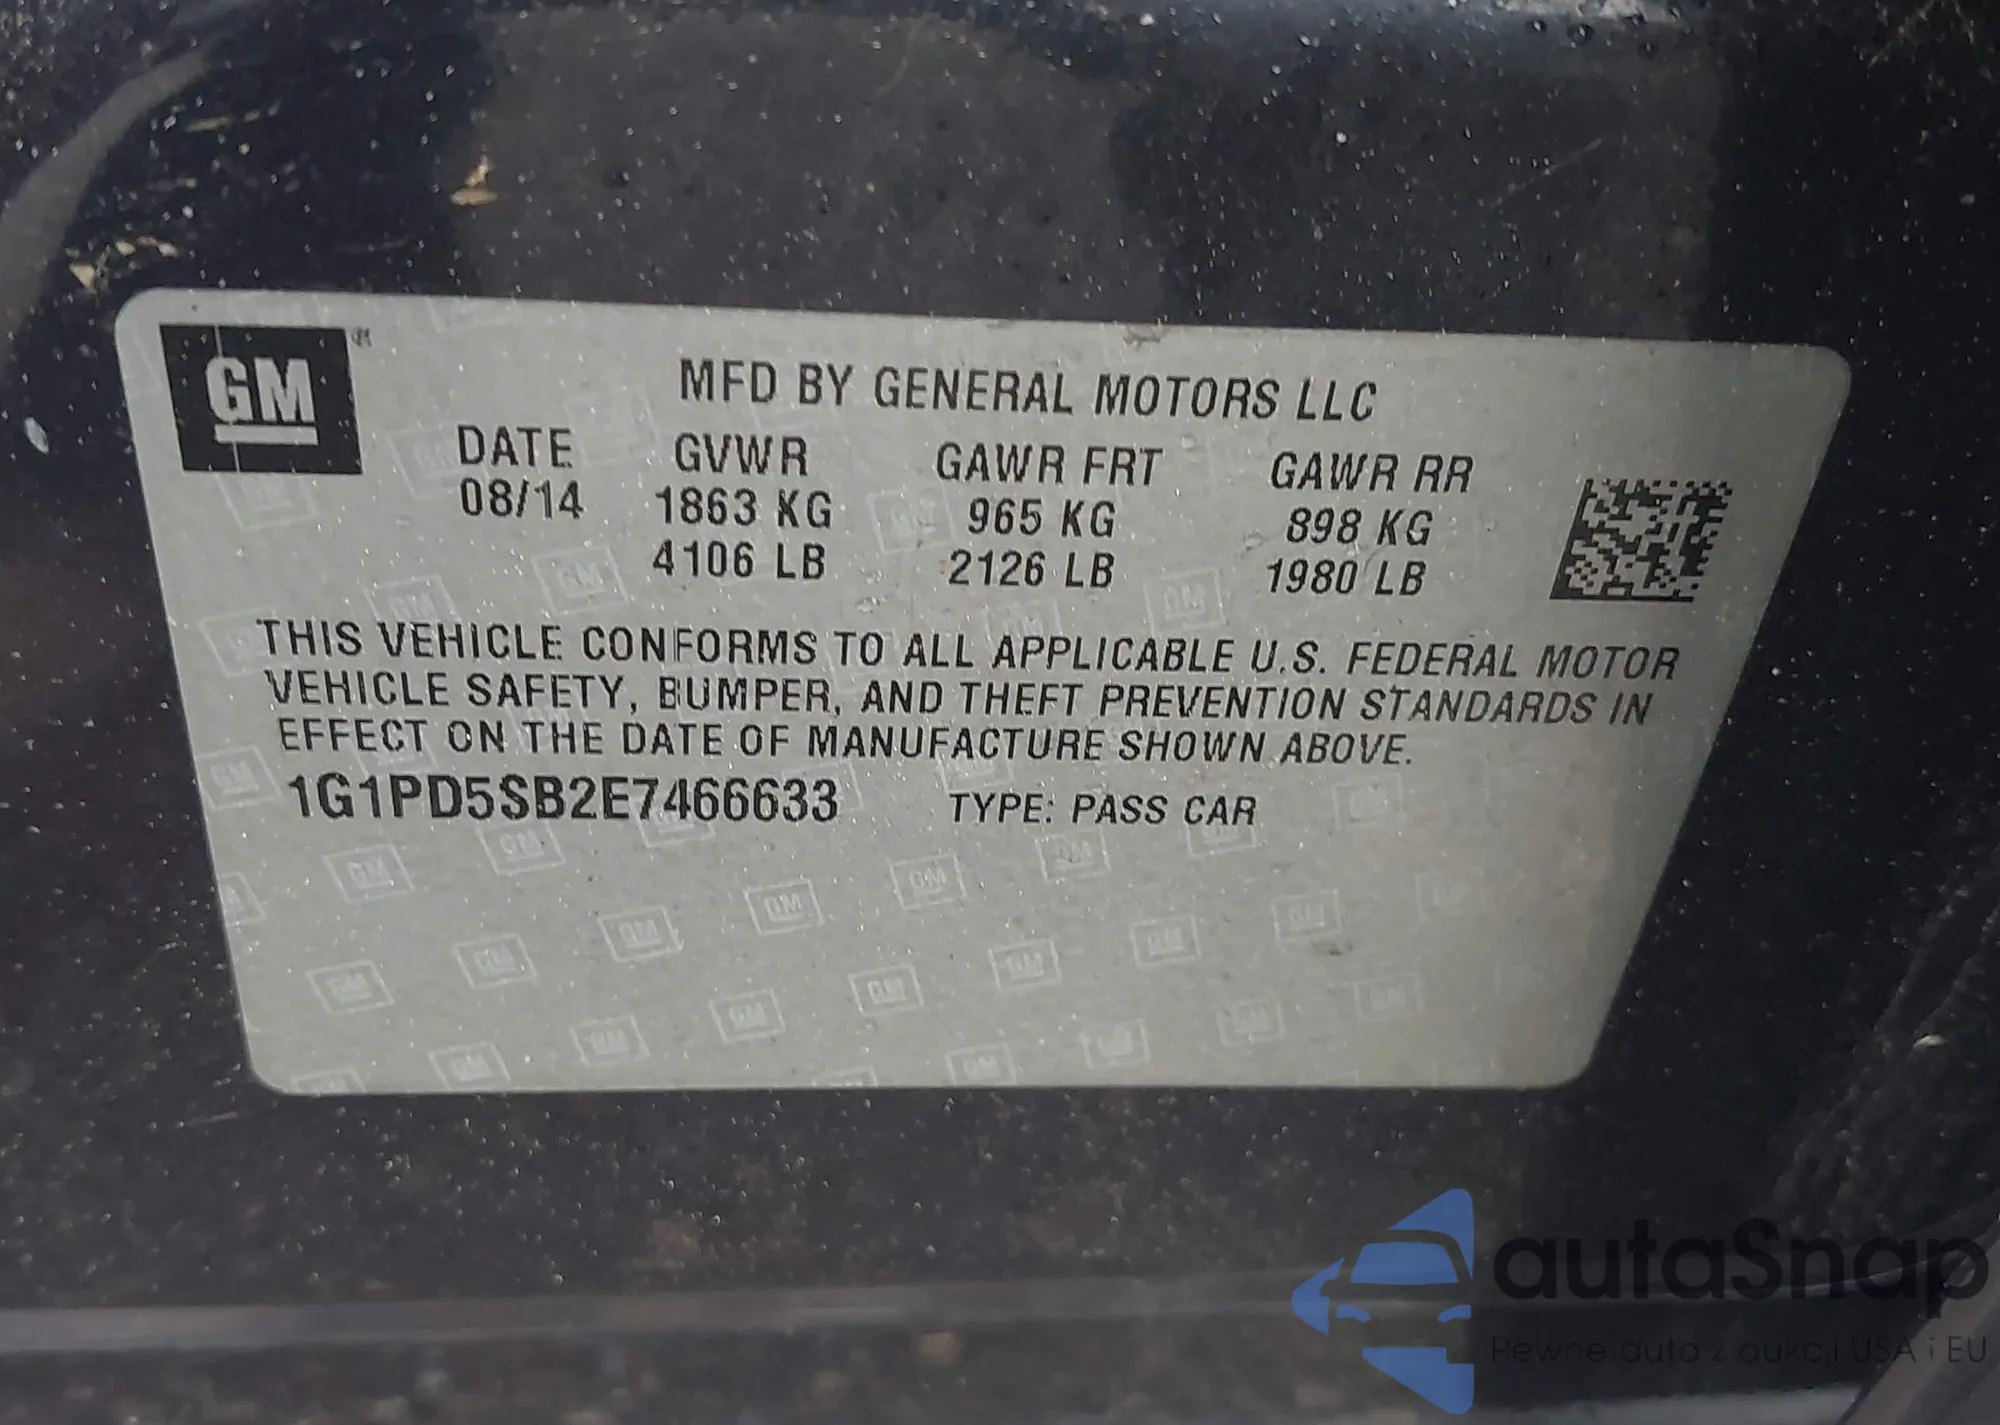 GM
MFD BY GENERAL MOTORS LLC
DATE GVWR GAWR FRT GAWR RR
08/14 1863 KG 965 KG 898 KG
4106 LB 2126 LB 1980 LB
THIS VEHICLE CONFORMS TO ALL APPLICABLE U.S. FEDERAL MOTOR
VEHICLE SAFETY, BUMPER, AND THEFT PREVENTION STANDARDS IN
EFFECT ON THE DATE OF MANUFACTURE SHOWN ABOVE.
1G1PD5SB2E7466633 TYPE: PASS CAR
autaSnap
Pewne auta z aukcji USA i EU